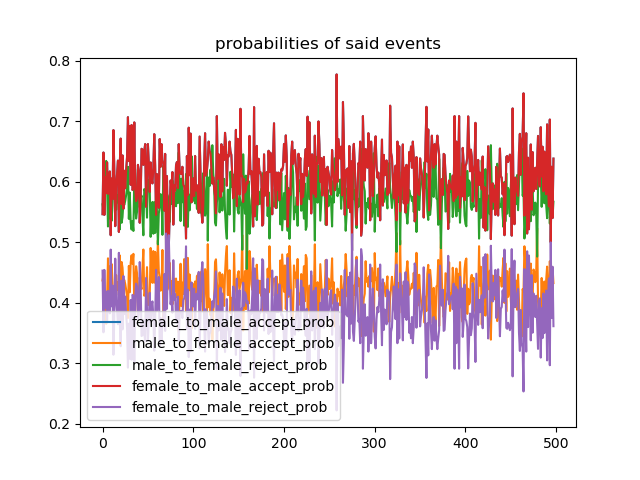 probabilities of said events
0.8
0.7
0.6
0.5
0.4
0.3
0.2
female_to_male_accept_prob
male_to_female_accept_prob
male_to_female_reject_prob
female_to_male_accept_prob
female_to_male_reject_prob
0 100 200 300 400 500